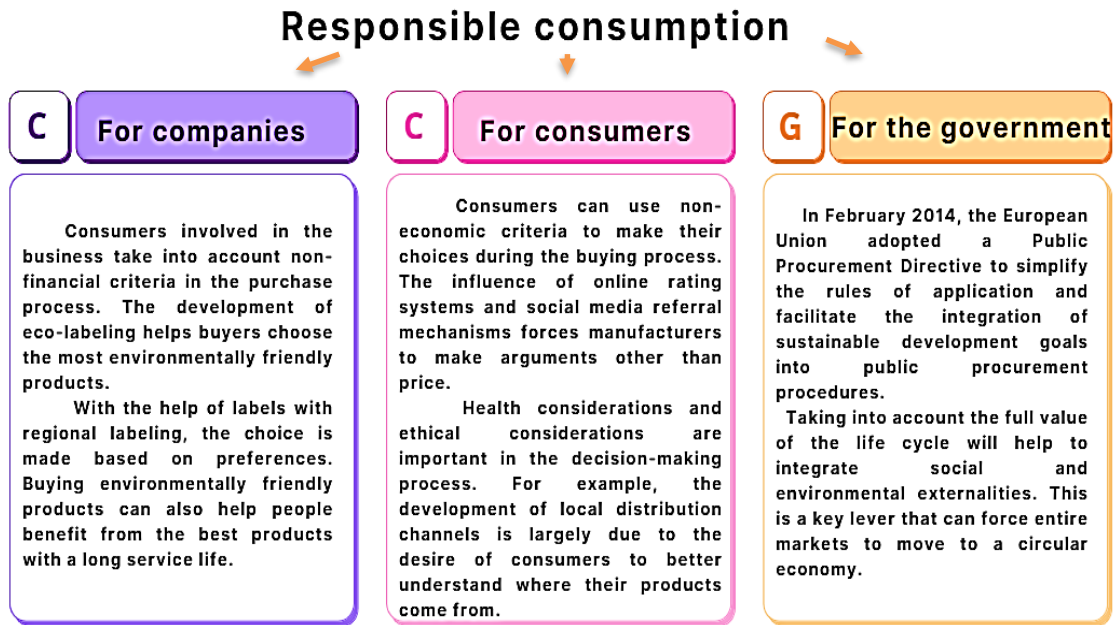 Responsible consumption
C
For companies
Consumers involved in the
business take into account non-
financial criteria in the purchase
process. The development of
eco-labeling helps buyers choose
the most environmentally friendly
products.
With the help of labels with
regional labeling, the choice is
made based on preferences.
Buying environmentally friendly
products can also help people
benefit from the best products
with a long service life.
C
For consumers
Consumers can use non-
economic criteria to make their
choices during the buying process.
The influence of online rating
systems and social media referral
mechanisms forces manufacturers
to make arguments other than
price.
Health considerations and
ethical considerations are
important in the decision-making
process. For example, the
development of local distribution
channels is largely due to the
desire of consumers to better
understand where their products
come from.
G
For the government
In February 2014, the European
Union adopted a Public
Procurement Directive to simplify
the rules of application and
facilitate the integration of
sustainable development goals
into public procurement
procedures.
Taking into account the full value
of the life cycle will help to
integrate social and
environmental externalities. This
is a key lever that can force entire
markets to move to a circular
economy.